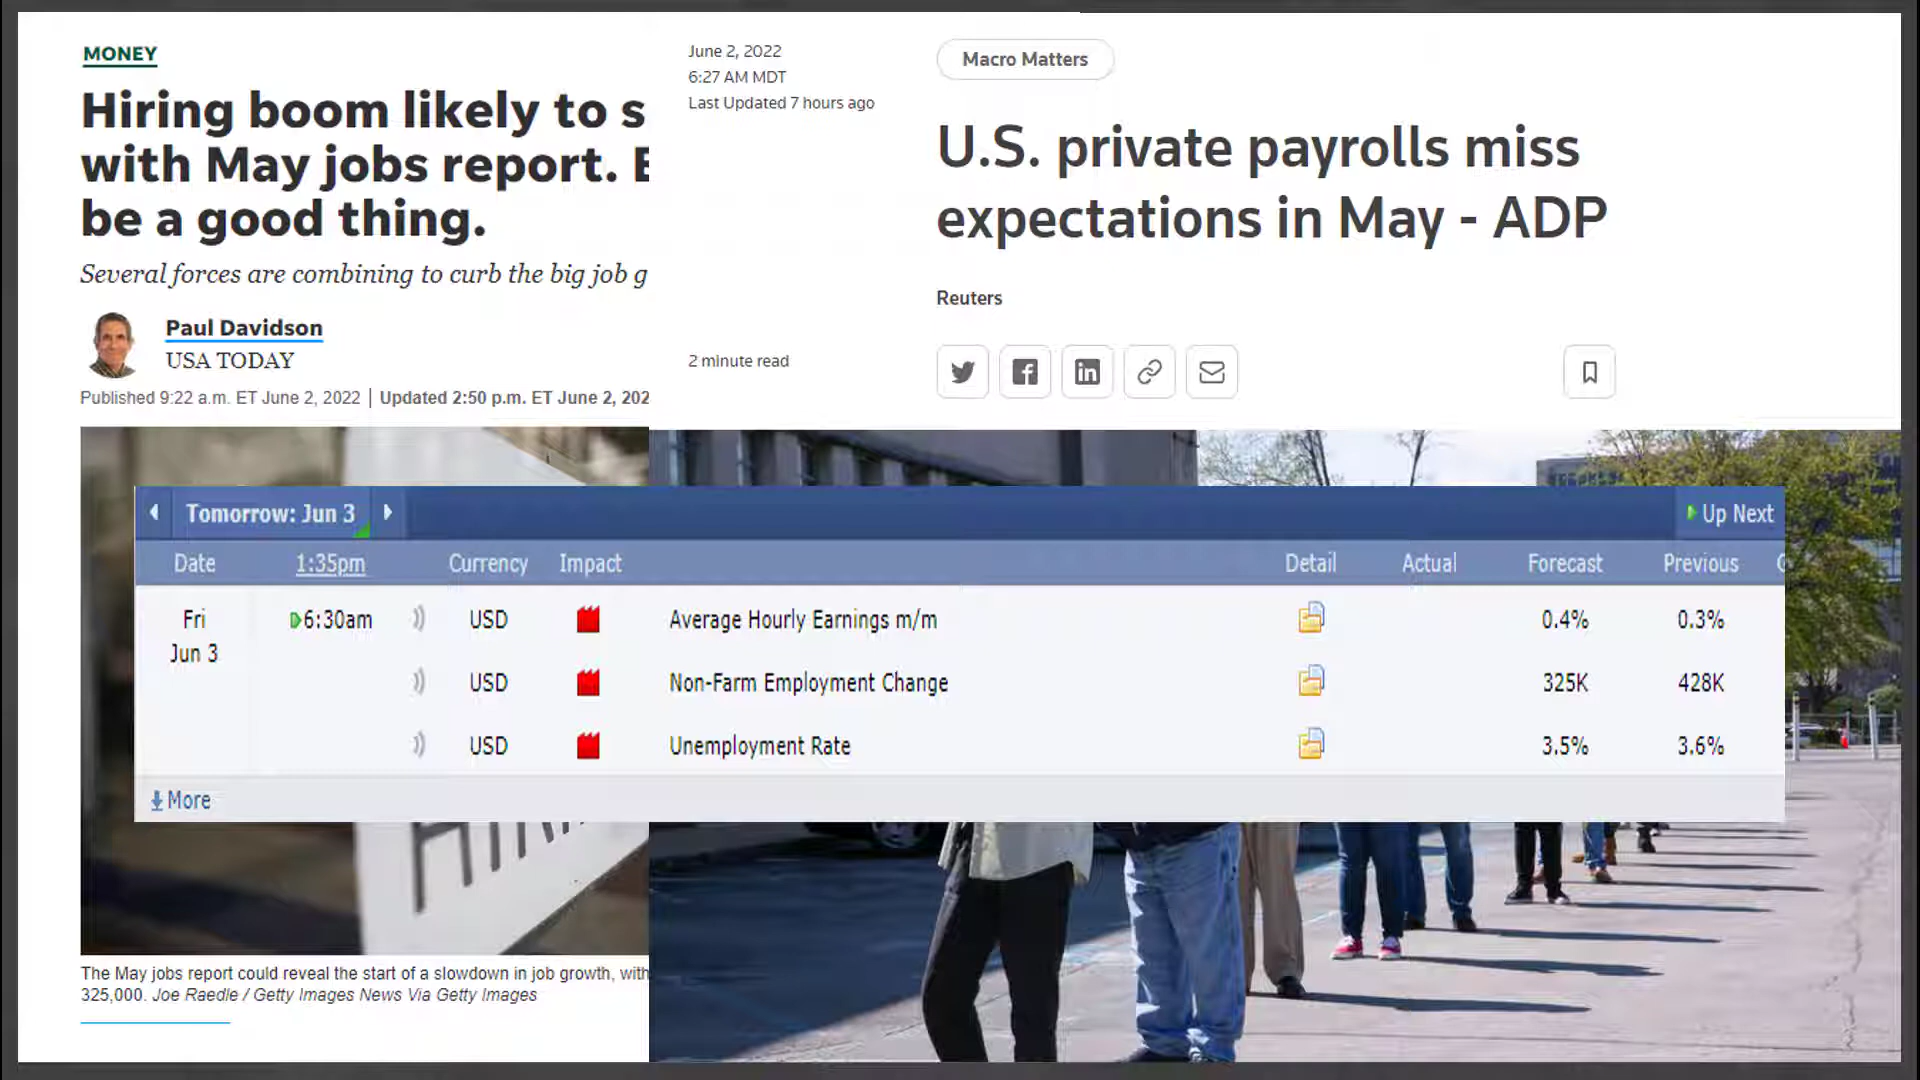 MONEY
Hiring boom likely to s
with May jobs report.
be a good thing.
Several forces are combining to curb the big job g
Paul Davidson
USA TODAY
Published 9:22 a.m. ET June 2, 2022 | Updated 2:50 p.m. ET June 2, 202
June 2, 2022
6:27 AM MDT
Last Updated 7 hours ago
2 minute read
Macro Matters
U.S. private payrolls miss
expectations in May - ADP
Reuters
Tomorrow: Jun 3 Up Next
Date 1:35pm Currency Impact Detail Actual Forecast Previous
Fri 6:30am USD Average Hourly Earnings m/m 0.4% 0.3%
Jun 3
USD Non-Farm Employment Change 325K 428K
USD Unemployment Rate 3.5% 3.6%
More
The May jobs report could reveal the start of a slowdown in job growth, with
325,000. Joe Raedle / Getty Images News Via Getty Images